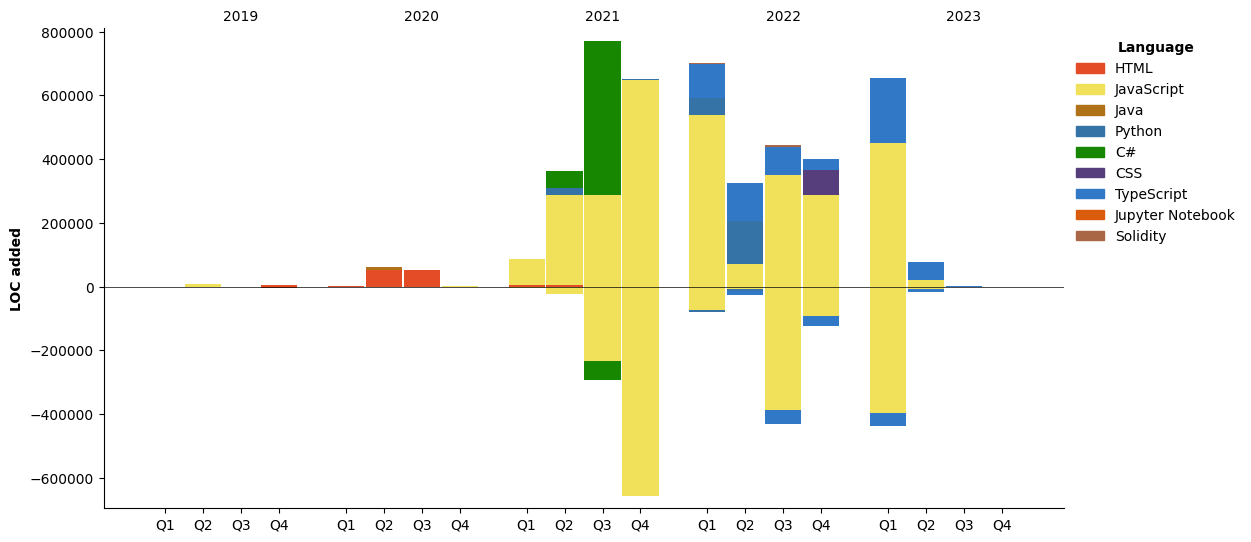 2019 2020 2021 2022 2023
Language
HTML
JavaScript
Java
Python
C#
CSS
TypeScript
Jupyter Notebook
Solidity
LOC added
800000
600000
400000
200000
0
−200000
−400000
−600000
Q1 Q2 Q3 Q4 Q1 Q2 Q3 Q4 Q1 Q2 Q3 Q4 Q1 Q2 Q3 Q4 Q1 Q2 Q3 Q4